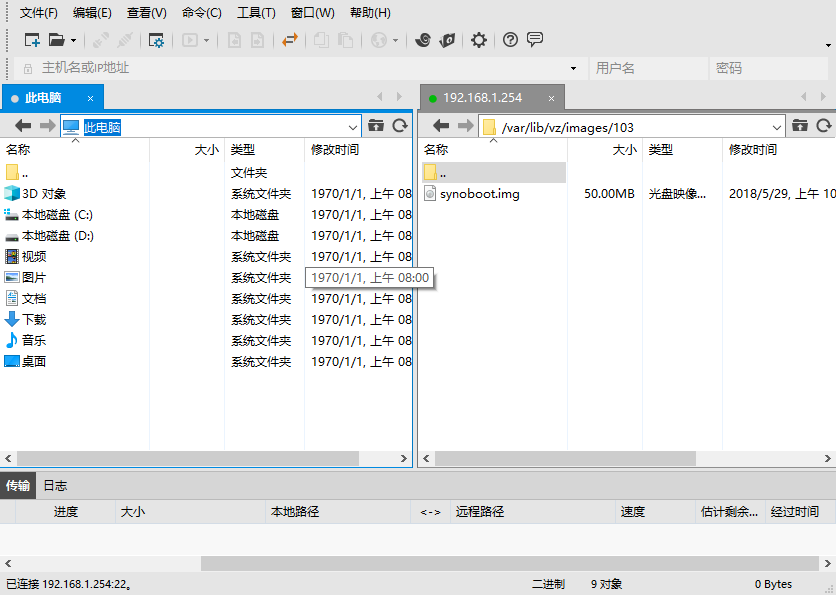 文件(F) 编辑(E) 查看(V) 命令(C) 工具(T) 窗口(W) 帮助(H)
主机名或IP地址 用户名 密码
此电脑 × 192.168.1.254 ×
此电脑 /var/lib/vz/images/103
名称 大小 类型 修改时间 名称 大小 类型 修改时间
.. 文件夹 ..
3D 对象 系统文件夹 1970/1/1, 上午 08 synoboot.img 50.00MB 光盘映像... 2018/5/29, 上午 10
本地磁盘 (C:) 本地磁盘 1970/1/1, 上午 08
本地磁盘 (D:) 本地磁盘 1970/1/1, 上午 08
视频 系统文件夹 1970/1/1, 上午 08
图片 系统文件夹 1970/1/1, 上午 08:00
文档 系统文件夹 1970/1/1, 上午 08
下载 系统文件夹 1970/1/1, 上午 08
音乐 系统文件夹 1970/1/1, 上午 08
桌面 系统文件夹 1970/1/1, 上午 08
传输 日志
进度 大小 本地路径 <-> 远程路径 速度 估计剩余... 经过时间
已连接 192.168.1.254:22。 二进制 9 对象 0 Bytes